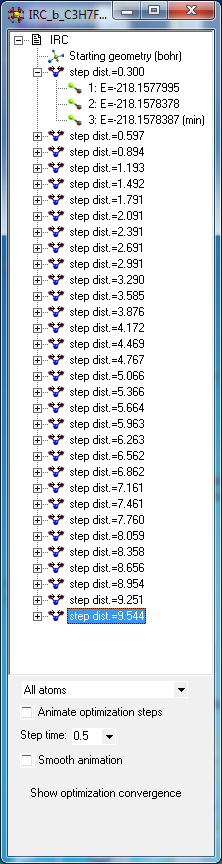 IRC_b_C3H7F...
IRC
Starting geometry (bohr)
step dist.=0.300
1: E=-218.1577995
2: E=-218.1578378
3: E=-218.1578387 (min)
step dist.=0.597
step dist.=0.894
step dist.=1.193
step dist.=1.492
step dist.=1.791
step dist.=2.091
step dist.=2.391
step dist.=2.691
step dist.=2.991
step dist.=3.290
step dist.=3.585
step dist.=3.876
step dist.=4.172
step dist.=4.469
step dist.=4.767
step dist.=5.066
step dist.=5.366
step dist.=5.664
step dist.=5.963
step dist.=6.263
step dist.=6.562
step dist.=6.862
step dist.=7.161
step dist.=7.461
step dist.=7.760
step dist.=8.059
step dist.=8.358
step dist.=8.656
step dist.=8.954
step dist.=9.251
step dist.=9.544
All atoms
Animate optimization steps
Step time: 0.5
Smooth animation
Show optimization convergence